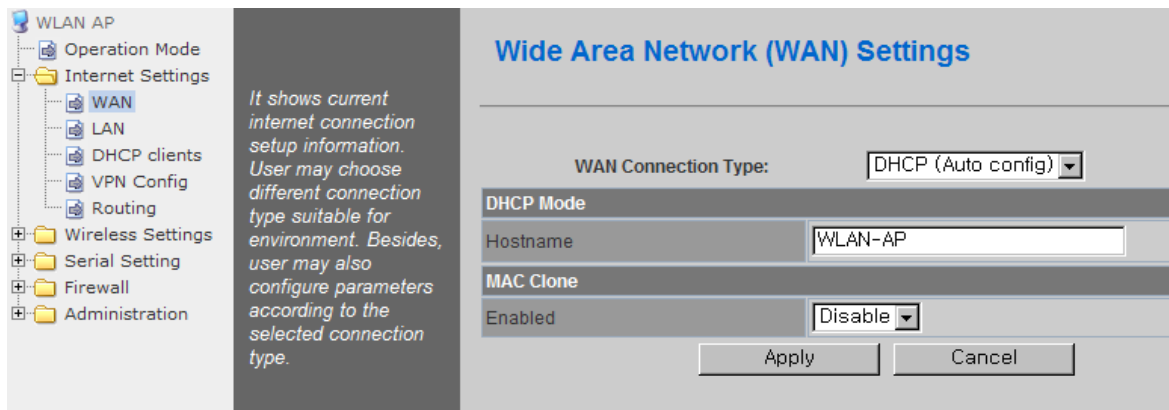 WLAN AP
Operation Mode
Internet Settings
WAN
LAN
DHCP clients
VPN Config
Routing
Wireless Settings
Serial Setting
Firewall
Administration
It shows current
internet connection
setup information.
User may choose
different connection
type suitable for
environment. Besides,
user may also
configure parameters
according to the
selected connection
type.
Wide Area Network (WAN) Settings
WAN Connection Type: DHCP (Auto config)
DHCP Mode
Hostname WLAN-AP
MAC Clone
Enabled Disable
Apply Cancel